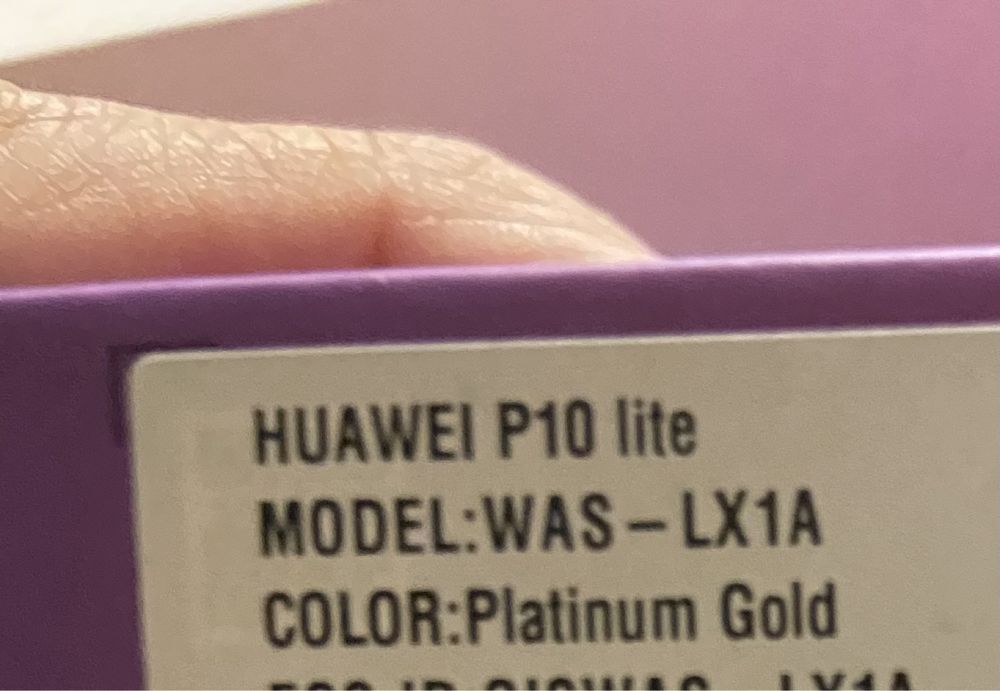 HUAWEI P10 lite
MODEL:WAS–LX1A
COLOR:Platinum Gold